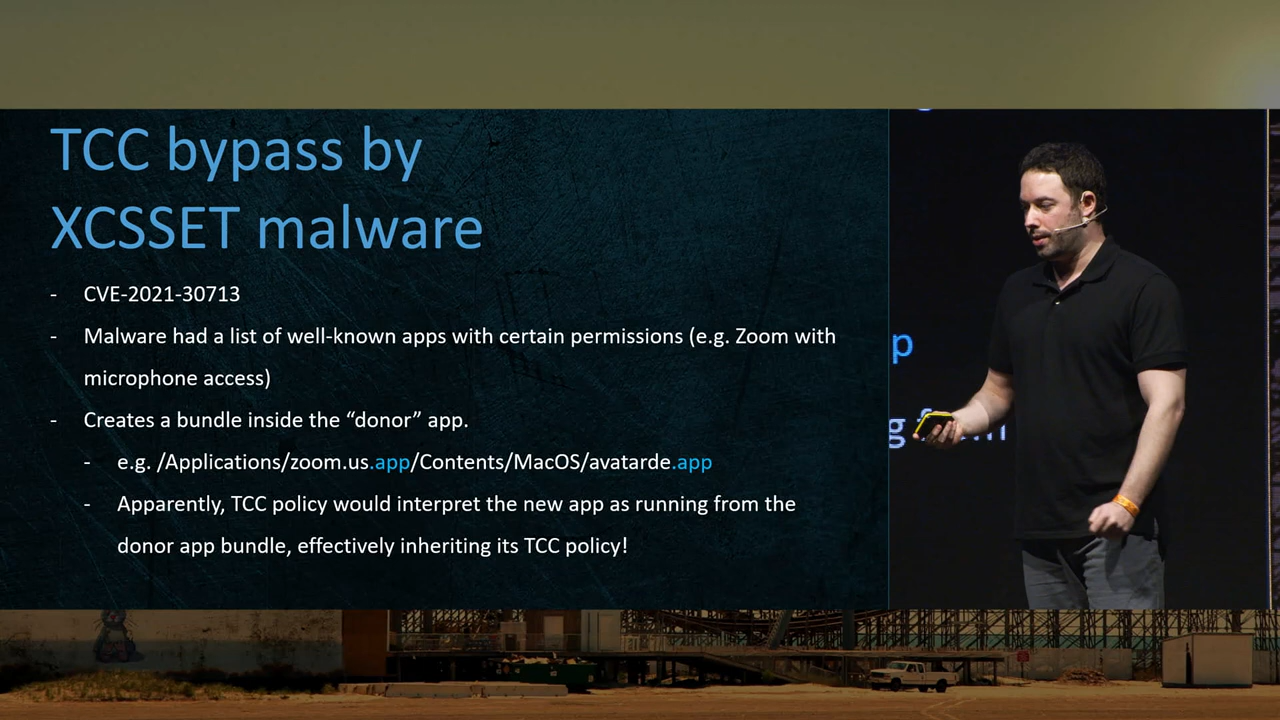 TCC bypass by
XCSSET malware
- CVE-2021-30713
- Malware had a list of well-known apps with certain permissions (e.g. Zoom with
microphone access)
- Creates a bundle inside the “donor” app.
- e.g. /Applications/zoom.us.app/Contents/MacOS/avatarde.app
- Apparently, TCC policy would interpret the new app as running from the
donor app bundle, effectively inheriting its TCC policy!
p